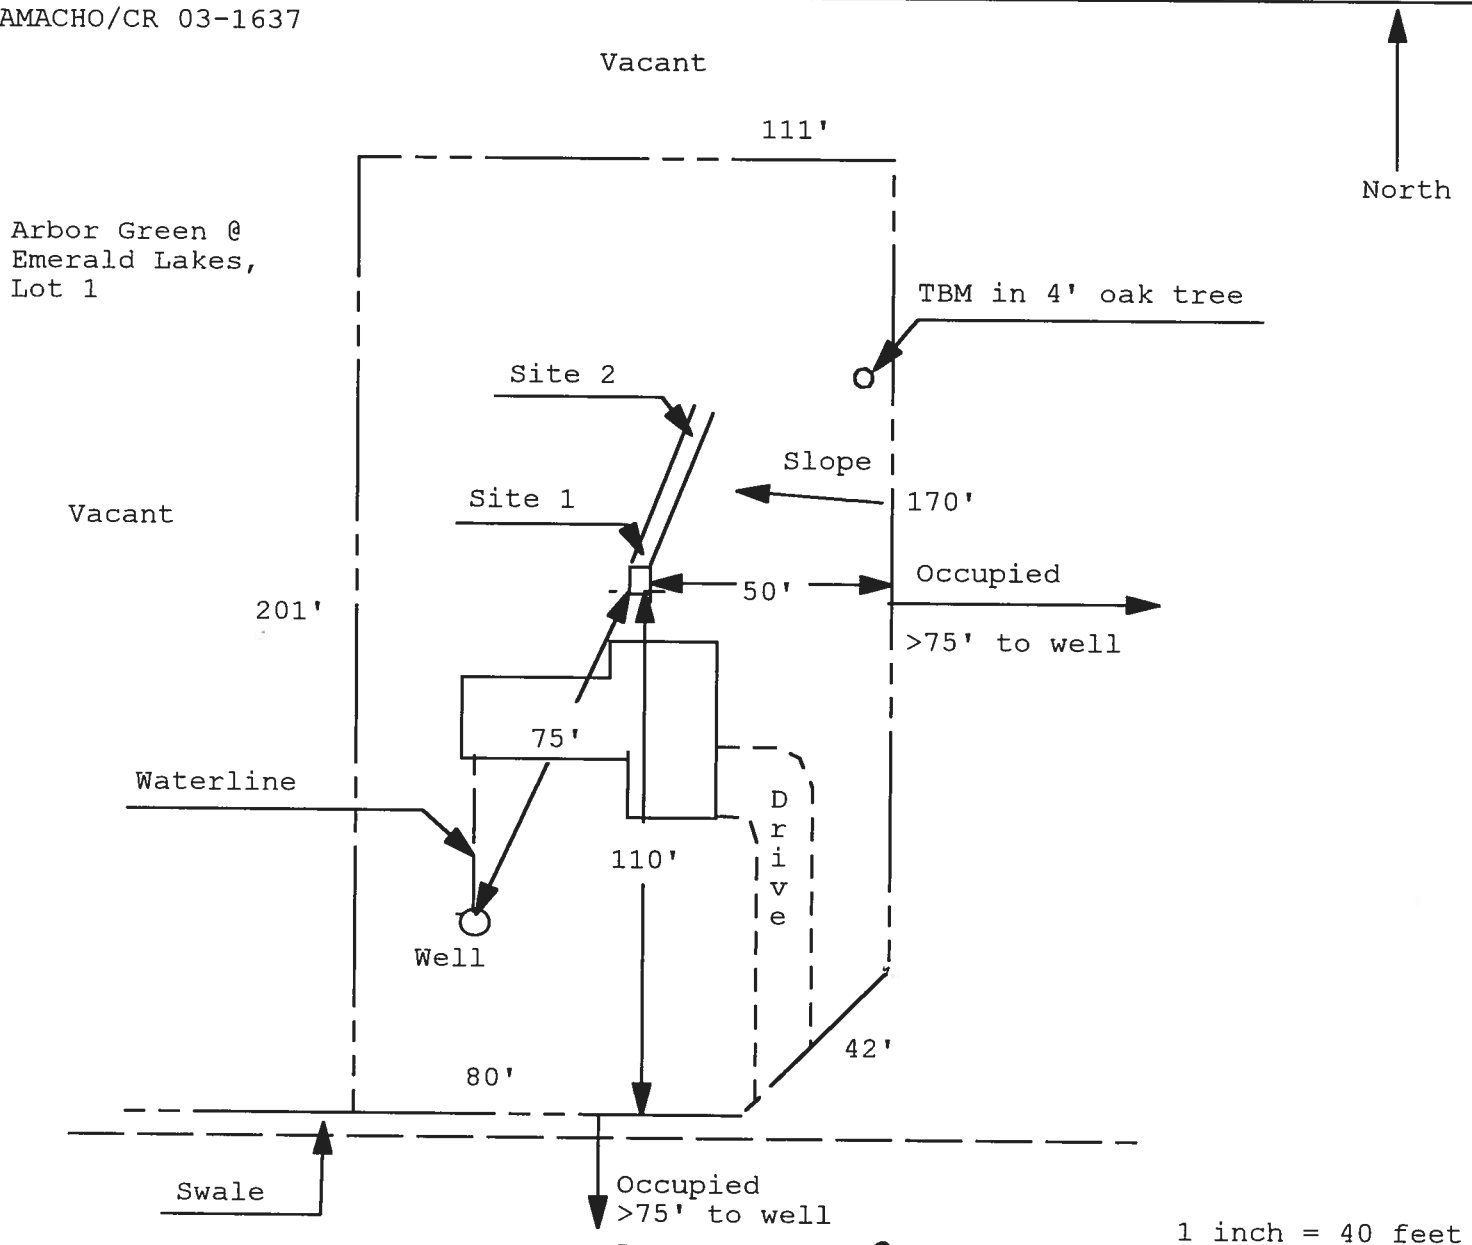 AMACHO/CR 03-1637
Vacant
111'
North
Arbor Green @
Emerald Lakes,
Lot 1
TBM in 4' oak tree
Site 2
Slope
Site 1
170'
Vacant
Occupied
50'
201'
>75' to well
75'
Waterline
Drive
110'
Well
42'
80'
Swale
Occupied
>75' to well
1 inch = 40 feet